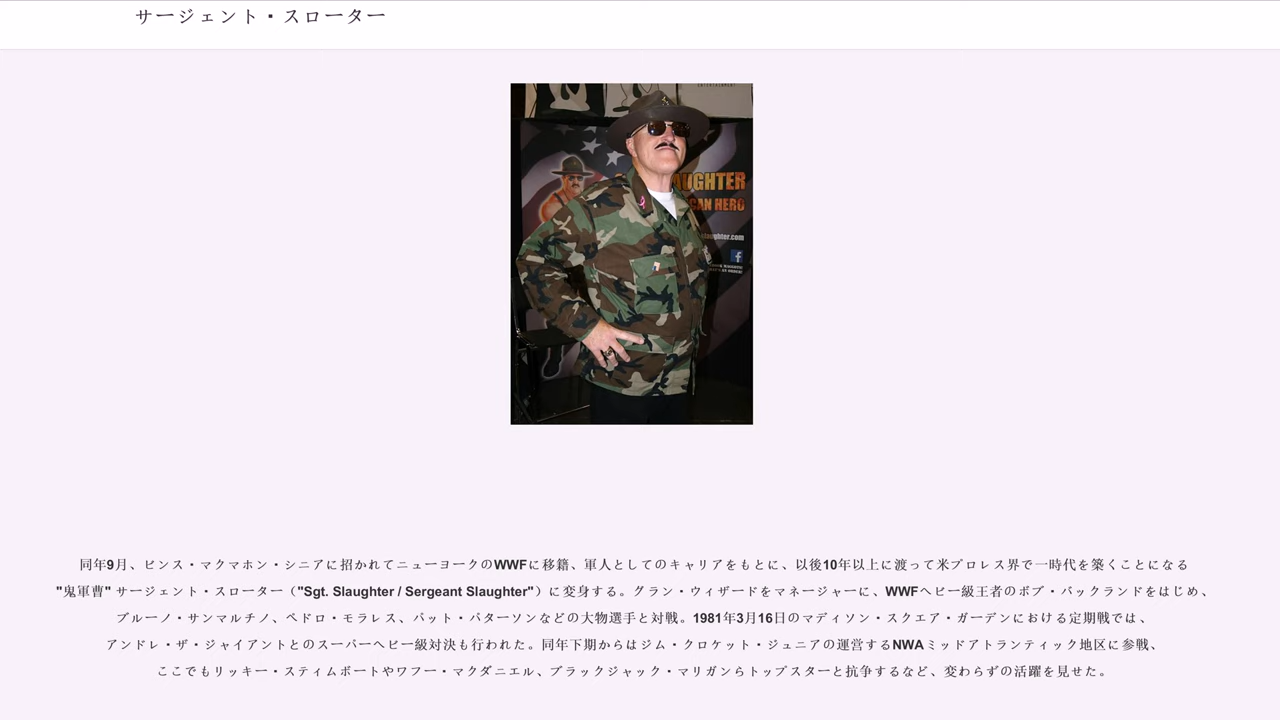 サージェント・スローター
ENTERTAINMENT
AUGHTER
CAN HERO
aughter.com
同年9月、ビンス・マクマホン・シニアに招かれてニューヨークのWWFに移籍、軍人としてのキャリアをもとに、以後10年以上に渡って米プロレス界で一時代を築くことになる
"鬼軍曹" サージェント・スローター（"Sgt. Slaughter / Sergeant Slaughter"）に変身する。グラン・ウィザードをマネージャーに、WWFヘビー級王者のボブ・バックランドをはじめ、
ブルーノ・サンマルチノ、ペドロ・モラレス、パット・パターソンなどの大物選手と対戦。1981年3月16日のマディソン・スクエア・ガーデンにおける定期戦では、
アンドレ・ザ・ジャイアントとのスーパーヘビー級対決も行われた。同年下期からはジム・クロケット・ジュニアの運営するNWAミッドアトランティック地区に参戦、
ここでもリッキー・スティムボートやワフー・マクダニエル、ブラックジャック・マリガンらトップスターと抗争するなど、変わらずの活躍を見せた。